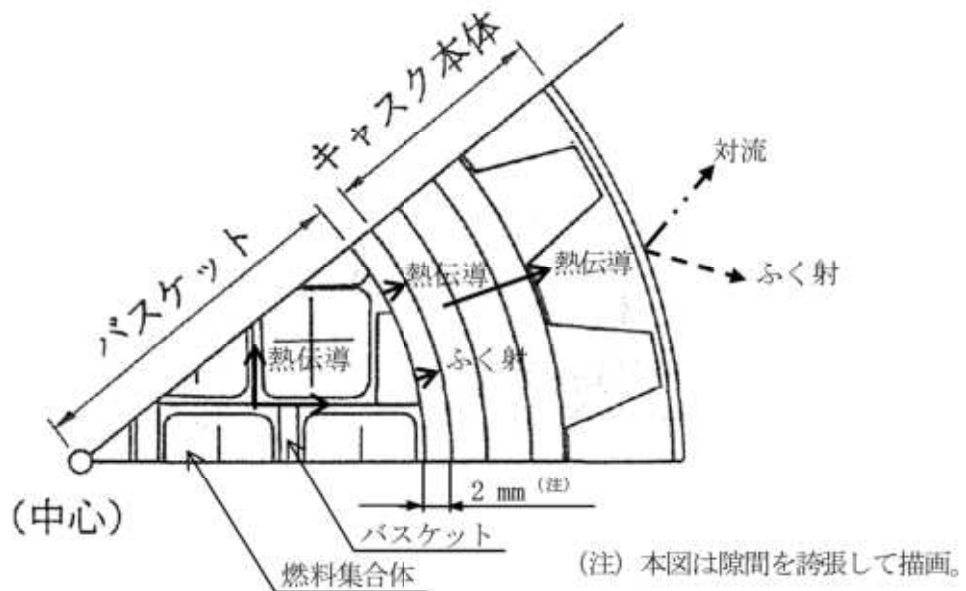 キャスク本体
バスケット
対流
ふく射
熱伝導
熱伝導
熱伝導
ふく射
(中心)
2 mm (注)
バスケット
燃料集合体
(注) 本図は隙間を誇張して描画。